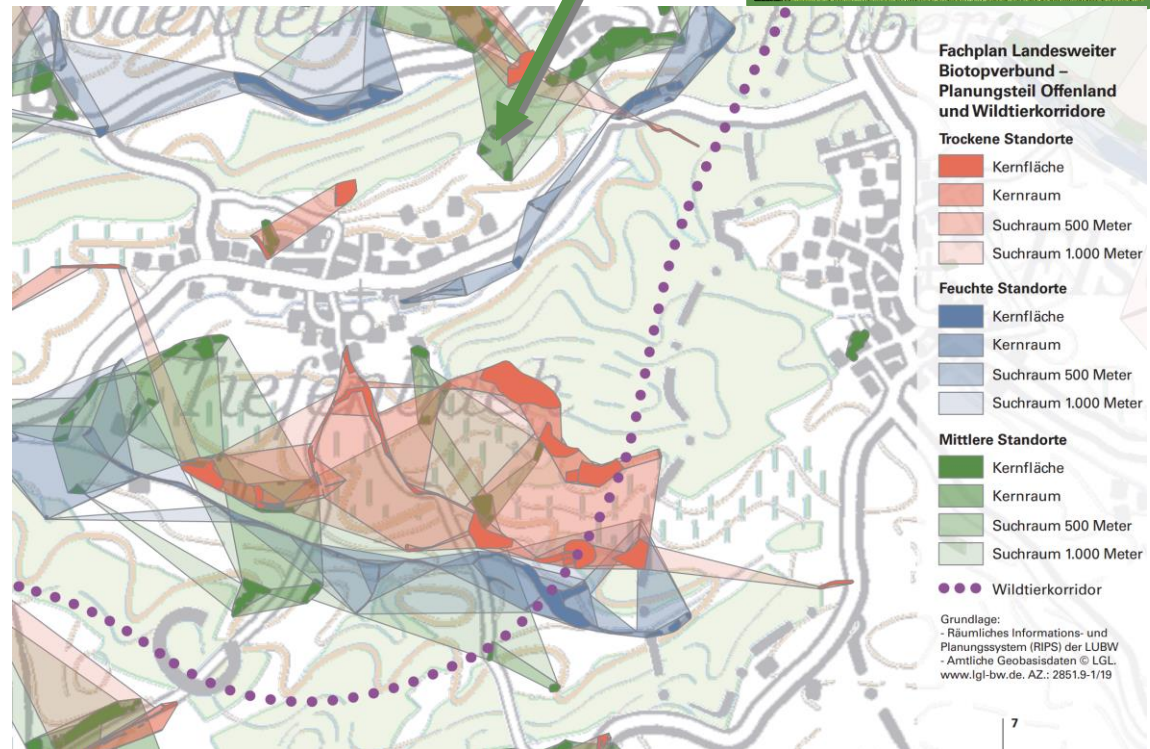 Tiefenbach
Fachplan Landesweiter
Biotopverbund –
Planungsteil Offenland
und Wildtierkorridore
Trockene Standorte
Kernfläche
Kernraum
Suchraum 500 Meter
Suchraum 1.000 Meter
Feuchte Standorte
Kernfläche
Kernraum
Suchraum 500 Meter
Suchraum 1.000 Meter
Mittlere Standorte
Kernfläche
Kernraum
Suchraum 500 Meter
Suchraum 1.000 Meter
Wildtierkorridor
Grundlage:
- Räumliches Informations- und
Planungssystem (RIPS) der LUBW
- Amtliche Geobasisdaten © LGL.
www.lgl-bw.de. AZ.: 2851.9-1/19
7